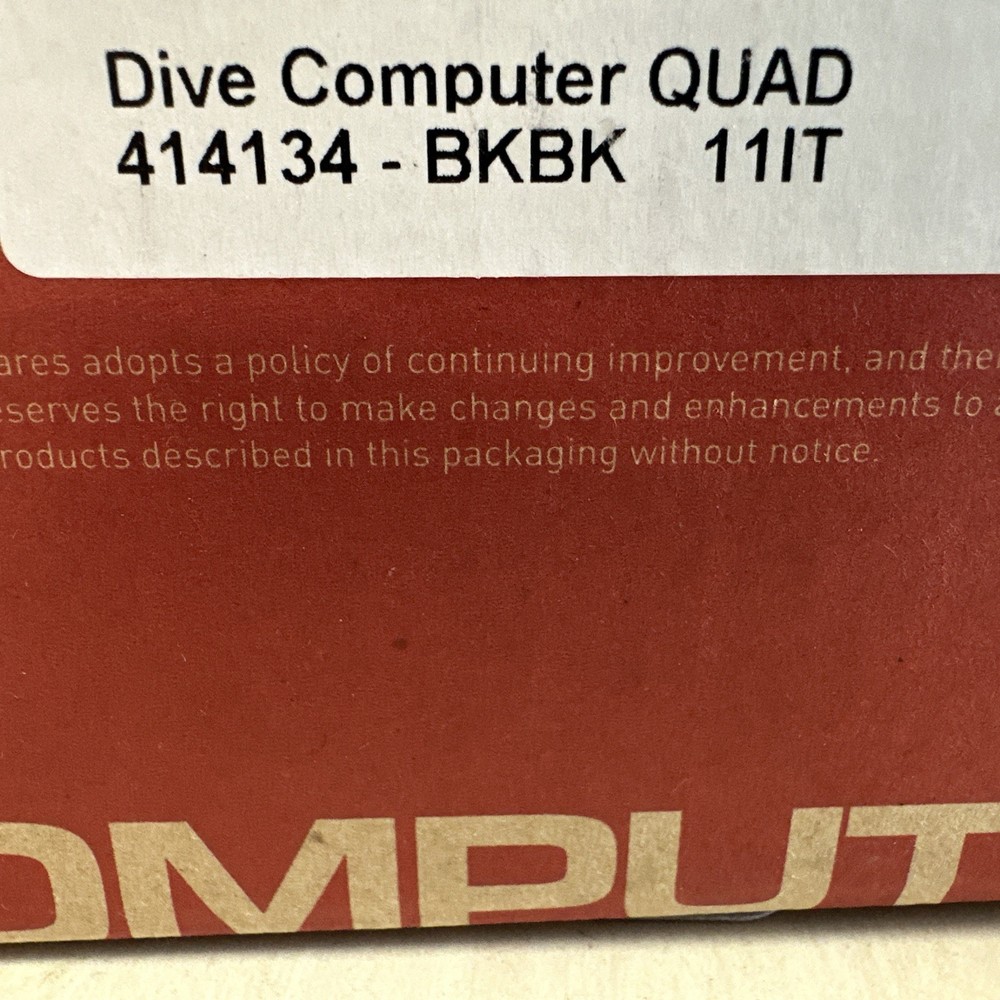 Dive Computer QUAD
414134 - BKBK 11IT
ares adopts a policy of continuing improvement, and the
eserves the right to make changes and enhancements to
roducts described in this packaging without notice.
OMPUT